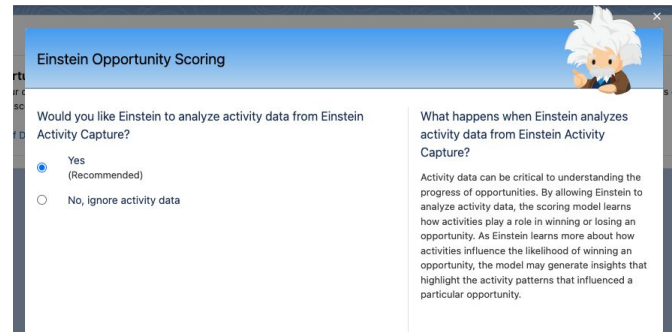 Einstein Opportunity Scoring
Would you like Einstein to analyze activity data from Einstein
Activity Capture?
Yes
(Recommended)
No, ignore activity data
What happens when Einstein analyzes
activity data from Einstein Activity
Capture?
Activity data can be critical to understanding the
progress of opportunities. By allowing Einstein to
analyze activity data, the scoring model learns
how activities play a role in winning or losing an
opportunity. As Einstein learns more about how
activities influence the likelihood of winning an
opportunity, the model may generate insights that
highlight the activity patterns that influenced a
particular opportunity.